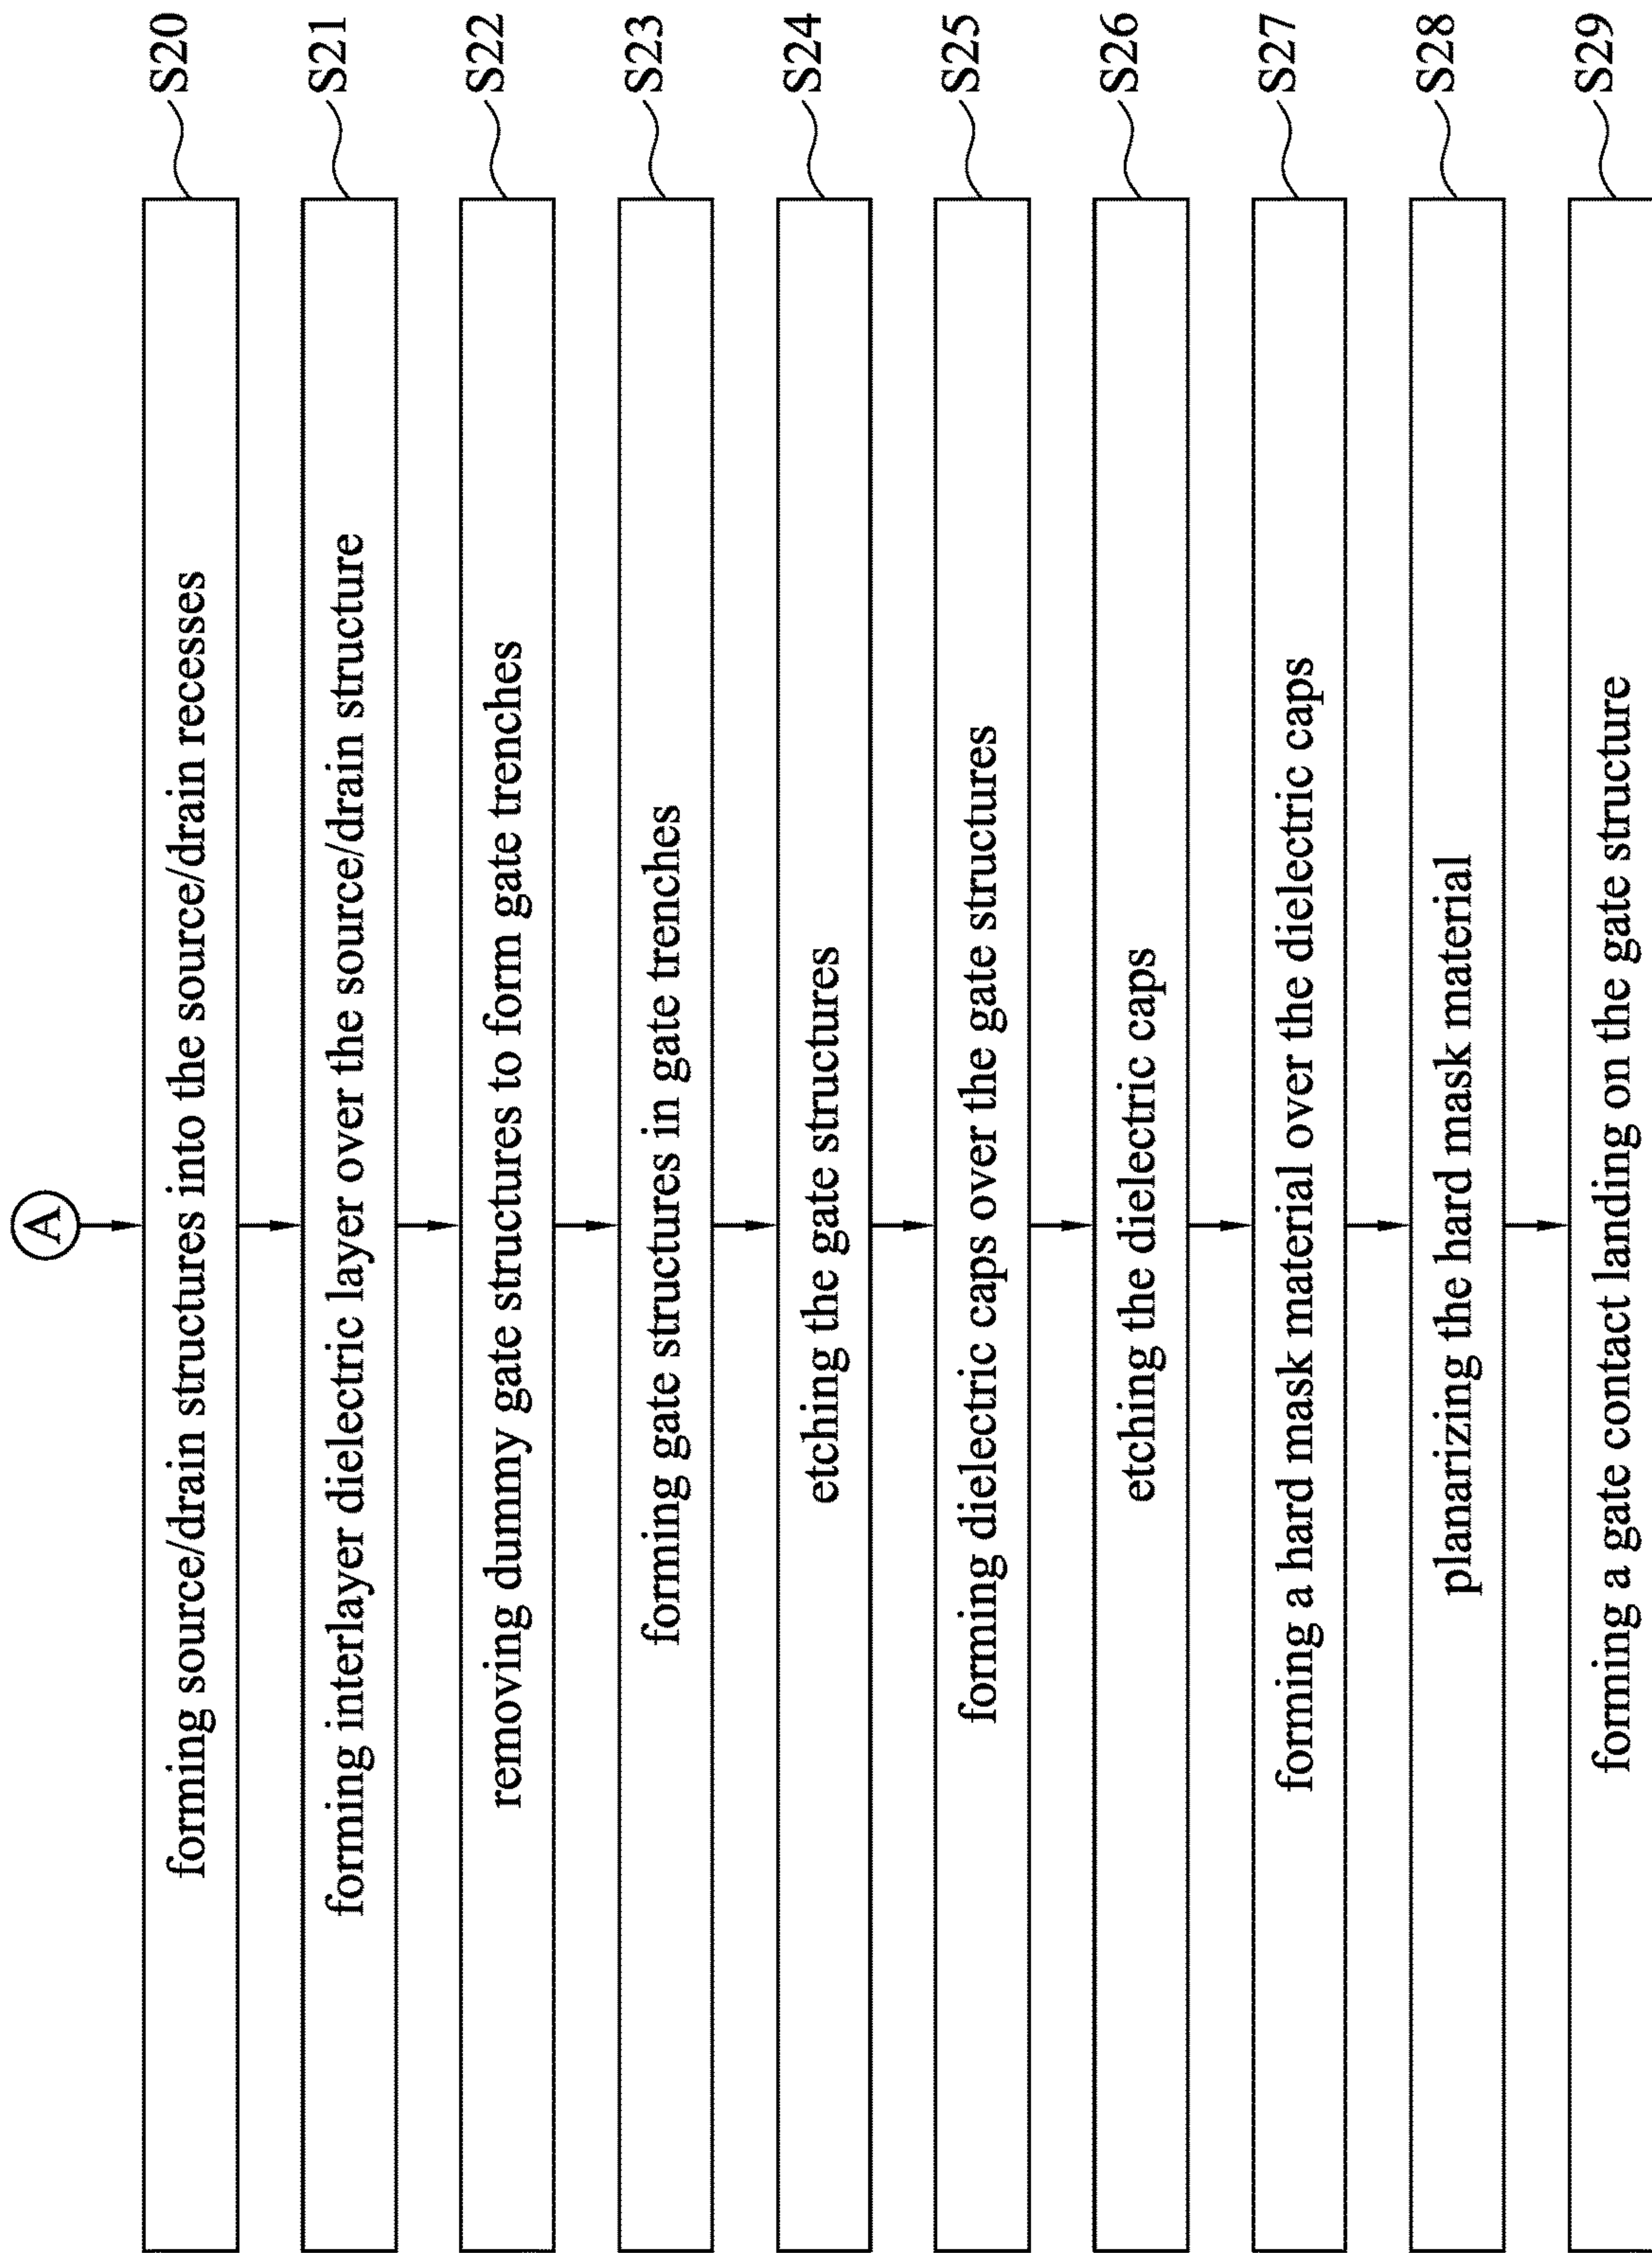 A
forming source/drain structures into the source/drain recesses
S20
forming interlayer dielectric layer over the source/drain structure
S21
removing dummy gate structures to form gate trenches
S22
forming gate structures in gate trenches
S23
etching the gate structures
S24
forming dielectric caps over the gate structures
S25
etching the dielectric caps
S26
forming a hard mask material over the dielectric caps
S27
planarizing the hard mask material
S28
forming a gate contact landing on the gate structure
S29